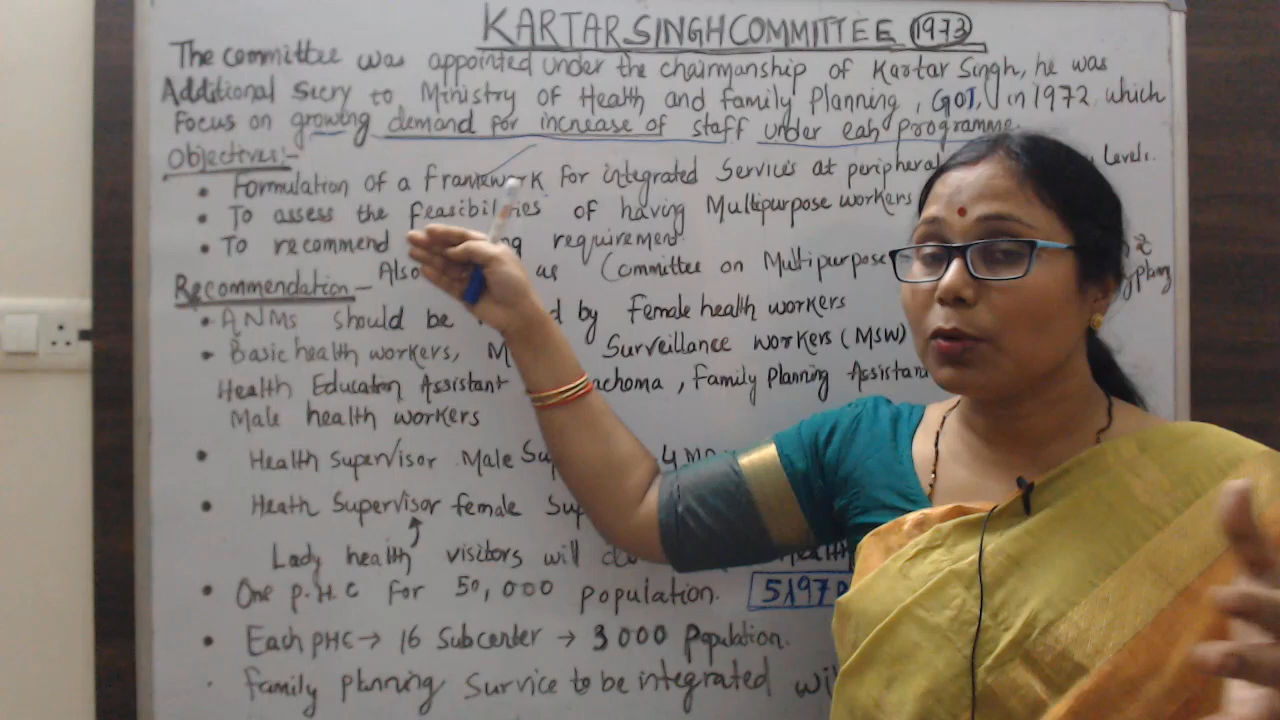 KARTAR SINGH COMMITTEE 1973
The committee was appointed under the chairmanship of Kartar Singh, he was
Additional Secry to Ministry of Health and family Planning, GOI, in 1972 which
Focus on growing demand for increase of staff under eah programme.
Objectives:-
• Formulation of a framework for integrated Services at peripheral Levels.
• To assess the feasibilities of having Multipurpose workers
• To recommend requirement.
Recommendation - Also as Committee on Multipurpose
• ANMs should be by Female health workers
• Basic health workers, Surveillance workers (MSW)
Health Education Assistant, Family Planning
Male health workers
• Health Supervisor Male
• Heath Supervisor female
Lady health visitors will
• One P.H.C for 50,000 population.
• Each PHC → 16 Subcenter → 3000 population.
• family planning Survice to be integrated